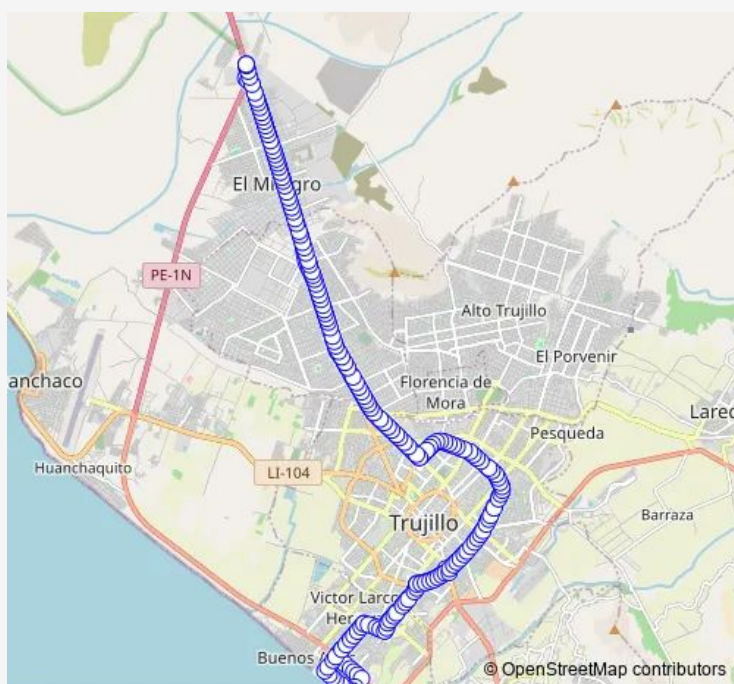 El Milagro
PE-1N
Alto Trujillo
El Porvenir
anchaco
Florencia de
Mora
Lared
Pesqueda
Huanchaquito
LI-104
Barraza
Trujillo
Victor Larco
Her
Buenos
© OpenStreetMap contributors